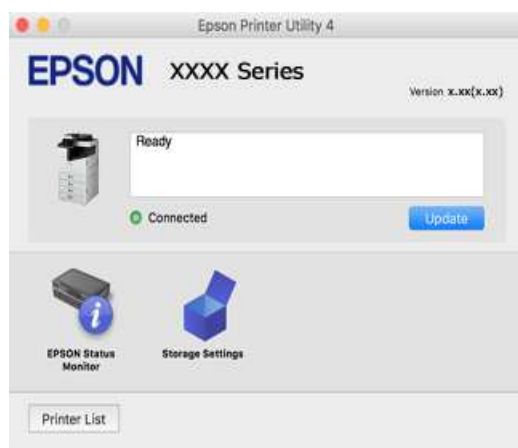 Epson Printer Utility 4
EPSON XXXX Series
Version x.xx(x.xx)
Ready
Connected
Update
EPSON Status
Monitor
Storage Settings
Printer List